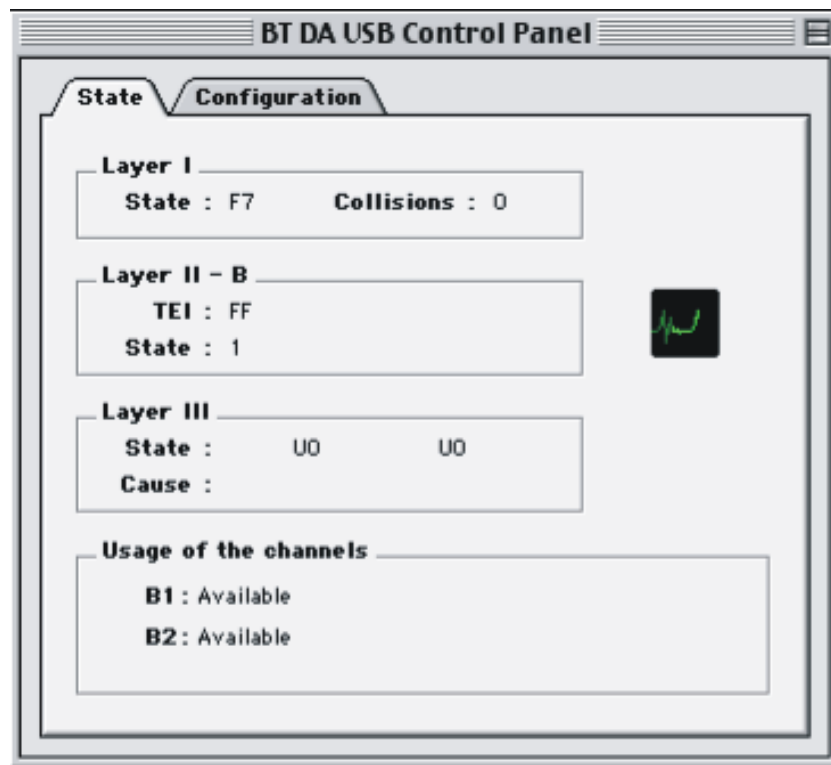 BT DA USB Control Panel
State Configuration
Layer I
State : F7 Collisions : 0
Layer II - B
TEI : FF
State : 1
Layer III
State : U0 U0
Cause :
Usage of the channels
B1 : Available
B2 : Available